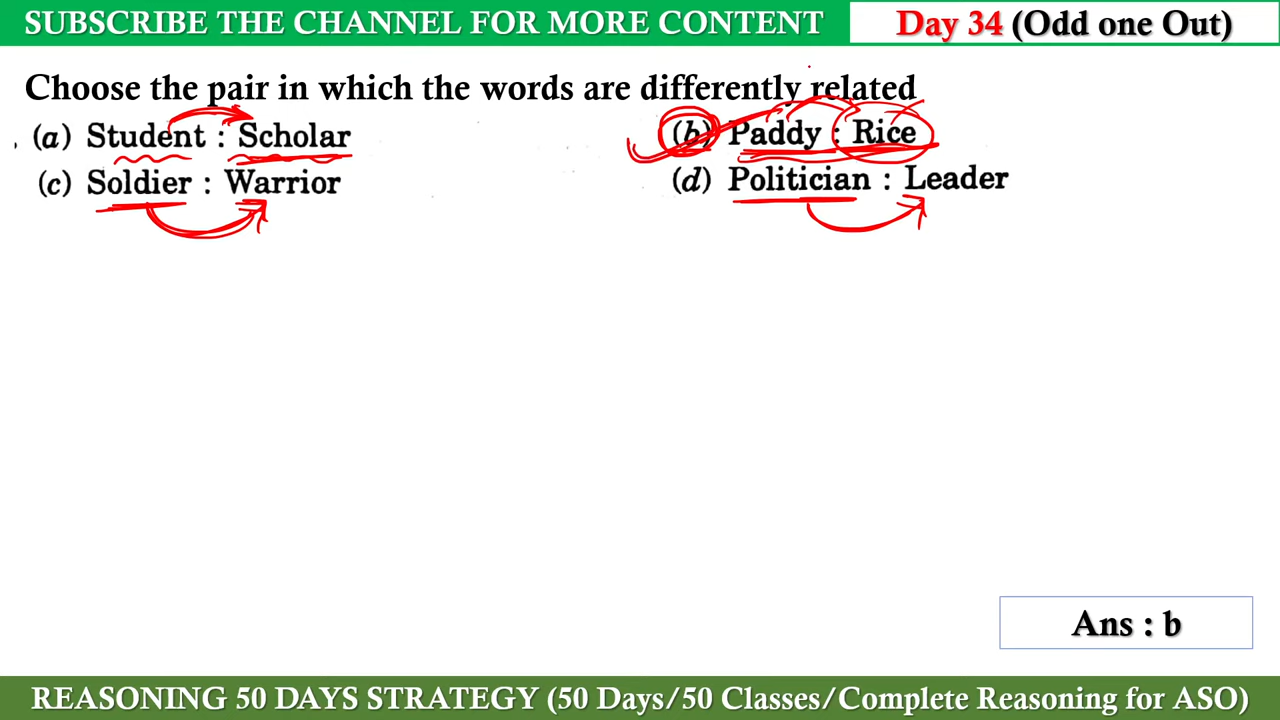 SUBSCRIBE THE CHANNEL FOR MORE CONTENT
Day 34 (Odd one Out)
Choose the pair in which the words are differently related
(a) Student : Scholar
(b) Paddy : Rice
(c) Soldier : Warrior
(d) Politician : Leader
Ans : b
REASONING 50 DAYS STRATEGY (50 Days/50 Classes/Complete Reasoning for ASO)